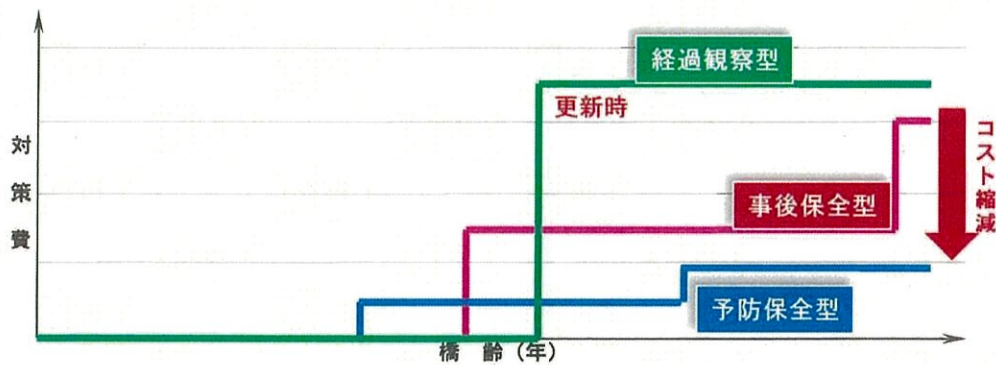 経過観察型
更新時
対策費
事後保全型
コスト縮減
予防保全型
橋 齢（年）